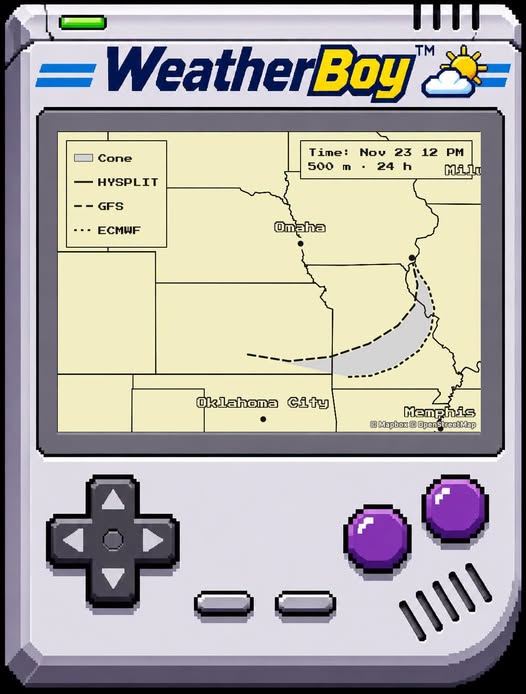 WeatherBoy™
Cone
HYSPLIT
GFS
ECMWF
Time: Nov 23 12 PM
500 m · 24 h
Omaha
Oklahoma City
Memphis
© Mapbox © OpenStreetMap